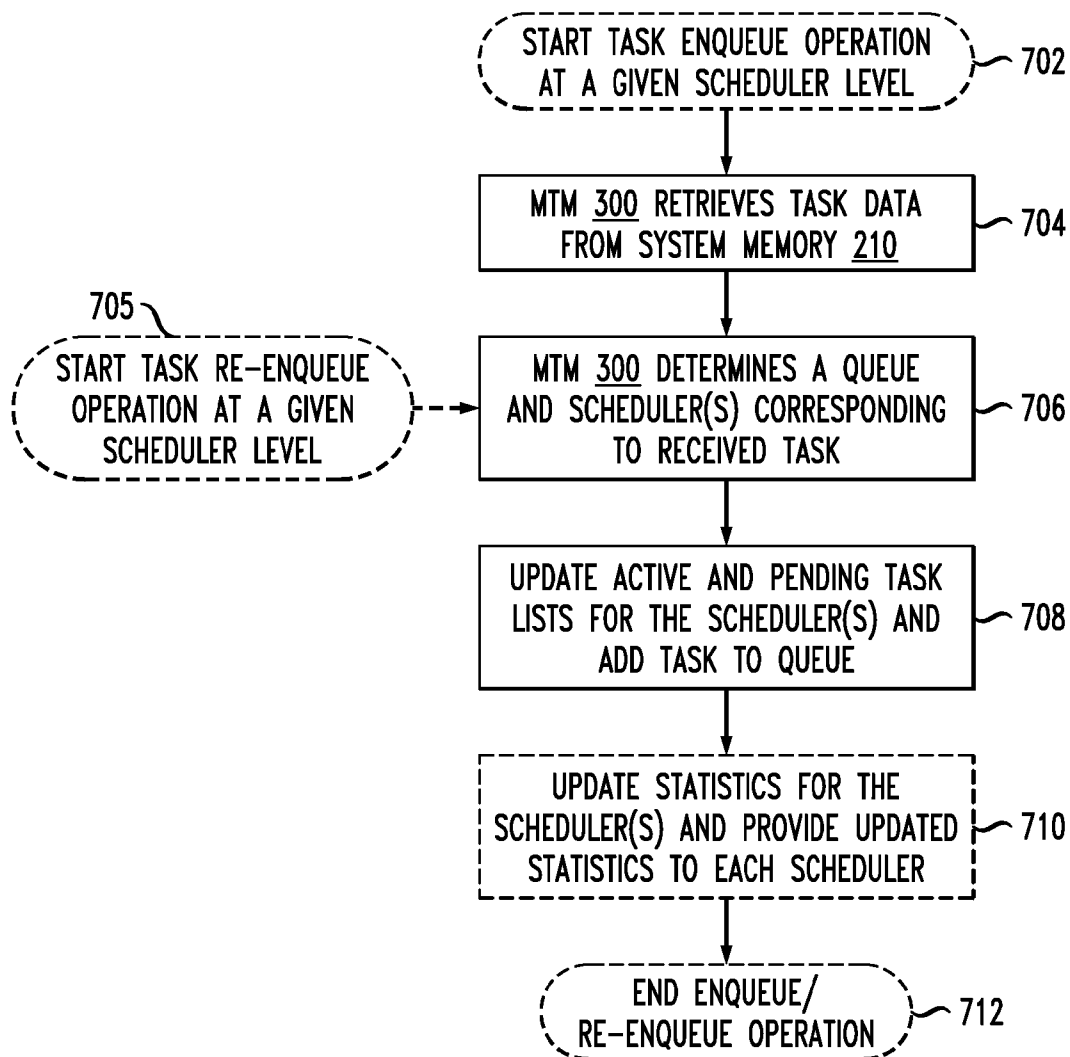 START TASK ENQUEUE OPERATION
AT A GIVEN SCHEDULER LEVEL
702
MTM 300 RETRIEVES TASK DATA
FROM SYSTEM MEMORY 210
704
705
START TASK RE-ENQUEUE
OPERATION AT A GIVEN
SCHEDULER LEVEL
MTM 300 DETERMINES A QUEUE
AND SCHEDULER(S) CORRESPONDING
TO RECEIVED TASK
706
UPDATE ACTIVE AND PENDING TASK
LISTS FOR THE SCHEDULER(S) AND
ADD TASK TO QUEUE
708
UPDATE STATISTICS FOR THE
SCHEDULER(S) AND PROVIDE UPDATED
STATISTICS TO EACH SCHEDULER
710
END ENQUEUE/
RE-ENQUEUE OPERATION
712